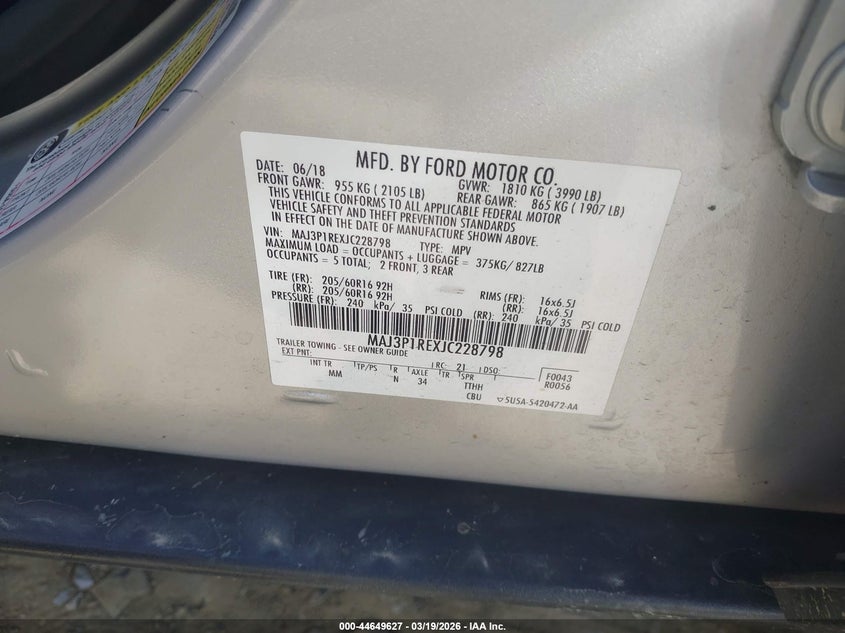 MFD. BY FORD MOTOR CO.
DATE: 06/18 GVWR: 1810 KG ( 3990 LB)
FRONT GAWR: 955 KG ( 2105 LB) REAR GAWR: 865 KG ( 1907 LB)
THIS VEHICLE CONFORMS TO ALL APPLICABLE FEDERAL MOTOR
VEHICLE SAFETY AND THEFT PREVENTION STANDARDS
IN EFFECT ON THE DATE OF MANUFACTURE SHOWN ABOVE.
VIN: MAJ3P1REXJC228798 TYPE: MPV
MAXIMUM LOAD = OCCUPANTS + LUGGAGE = 375KG/ 827LB
OCCUPANTS = 5 TOTAL; 2 FRONT, 3 REAR
TIRE (FR): 205/60R16 92H RIMS (FR): 16x6.5J
(RR): 205/60R16 92H (RR): 16x6.5J
PRESSURE (FR): 240 kPa/ 35 PSI COLD (RR): 240 kPa/ 35 PSI COLD
MAJ3P1REXJC228798
TRAILER TOWING - SEE OWNER GUIDE
EXT PNT: RC: 21 DSO:
INT TR TP/PS R AXLE TR SPR F0043
MM N 34 TTHH R0056
CBU 5U5A-5420472-AA
000-44649627 - 03/19/2026 - IAA Inc.